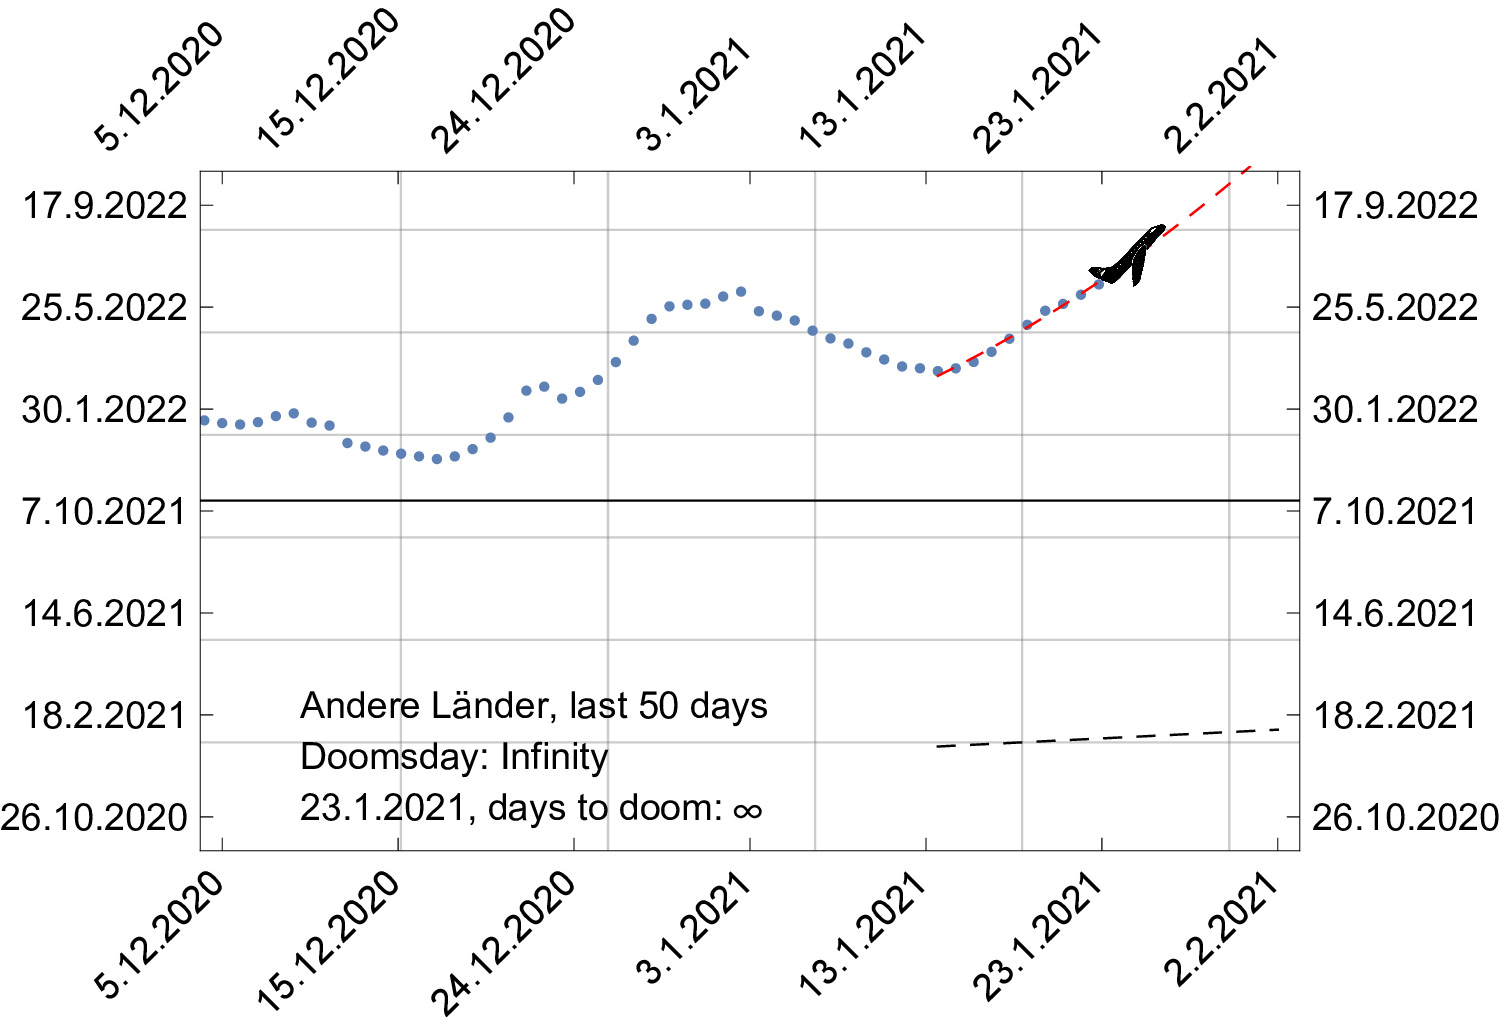 5.12.2020 15.12.2020 24.12.2020 3.1.2021 13.1.2021 23.1.2021 2.2.2021
17.9.2022 17.9.2022
25.5.2022 25.5.2022
30.1.2022 30.1.2022
7.10.2021 7.10.2021
14.6.2021 14.6.2021
18.2.2021 18.2.2021
26.10.2020 26.10.2020
Andere Länder, last 50 days
Doomsday: Infinity
23.1.2021, days to doom: ∞
5.12.2020 15.12.2020 24.12.2020 3.1.2021 13.1.2021 23.1.2021 2.2.2021